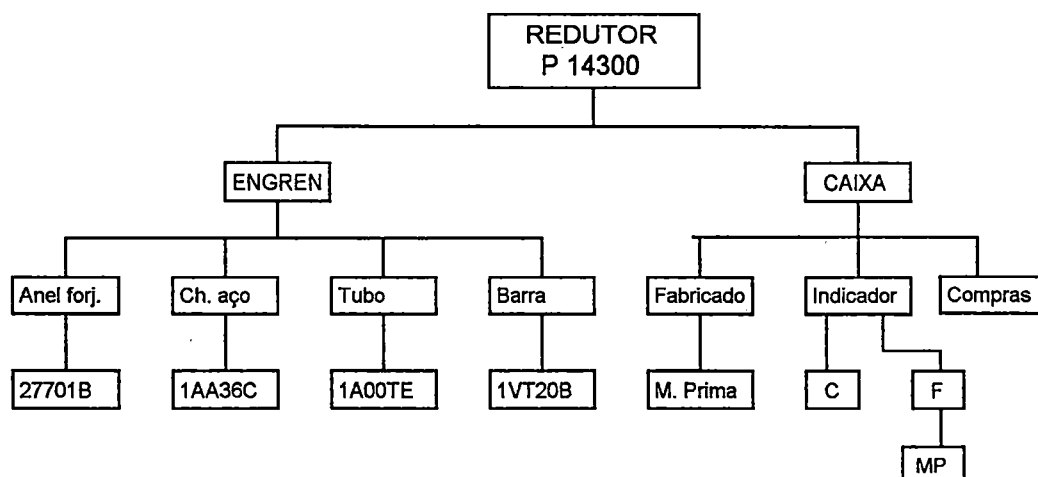 REDUTOR
P 14300
ENGREN
CAIXA
Anel forj.
Ch. aço
Tubo
Barra
Fabricado
Indicador
Compras
27701B
1AA36C
1A00TE
1VT20B
M. Prima
C
F
MP